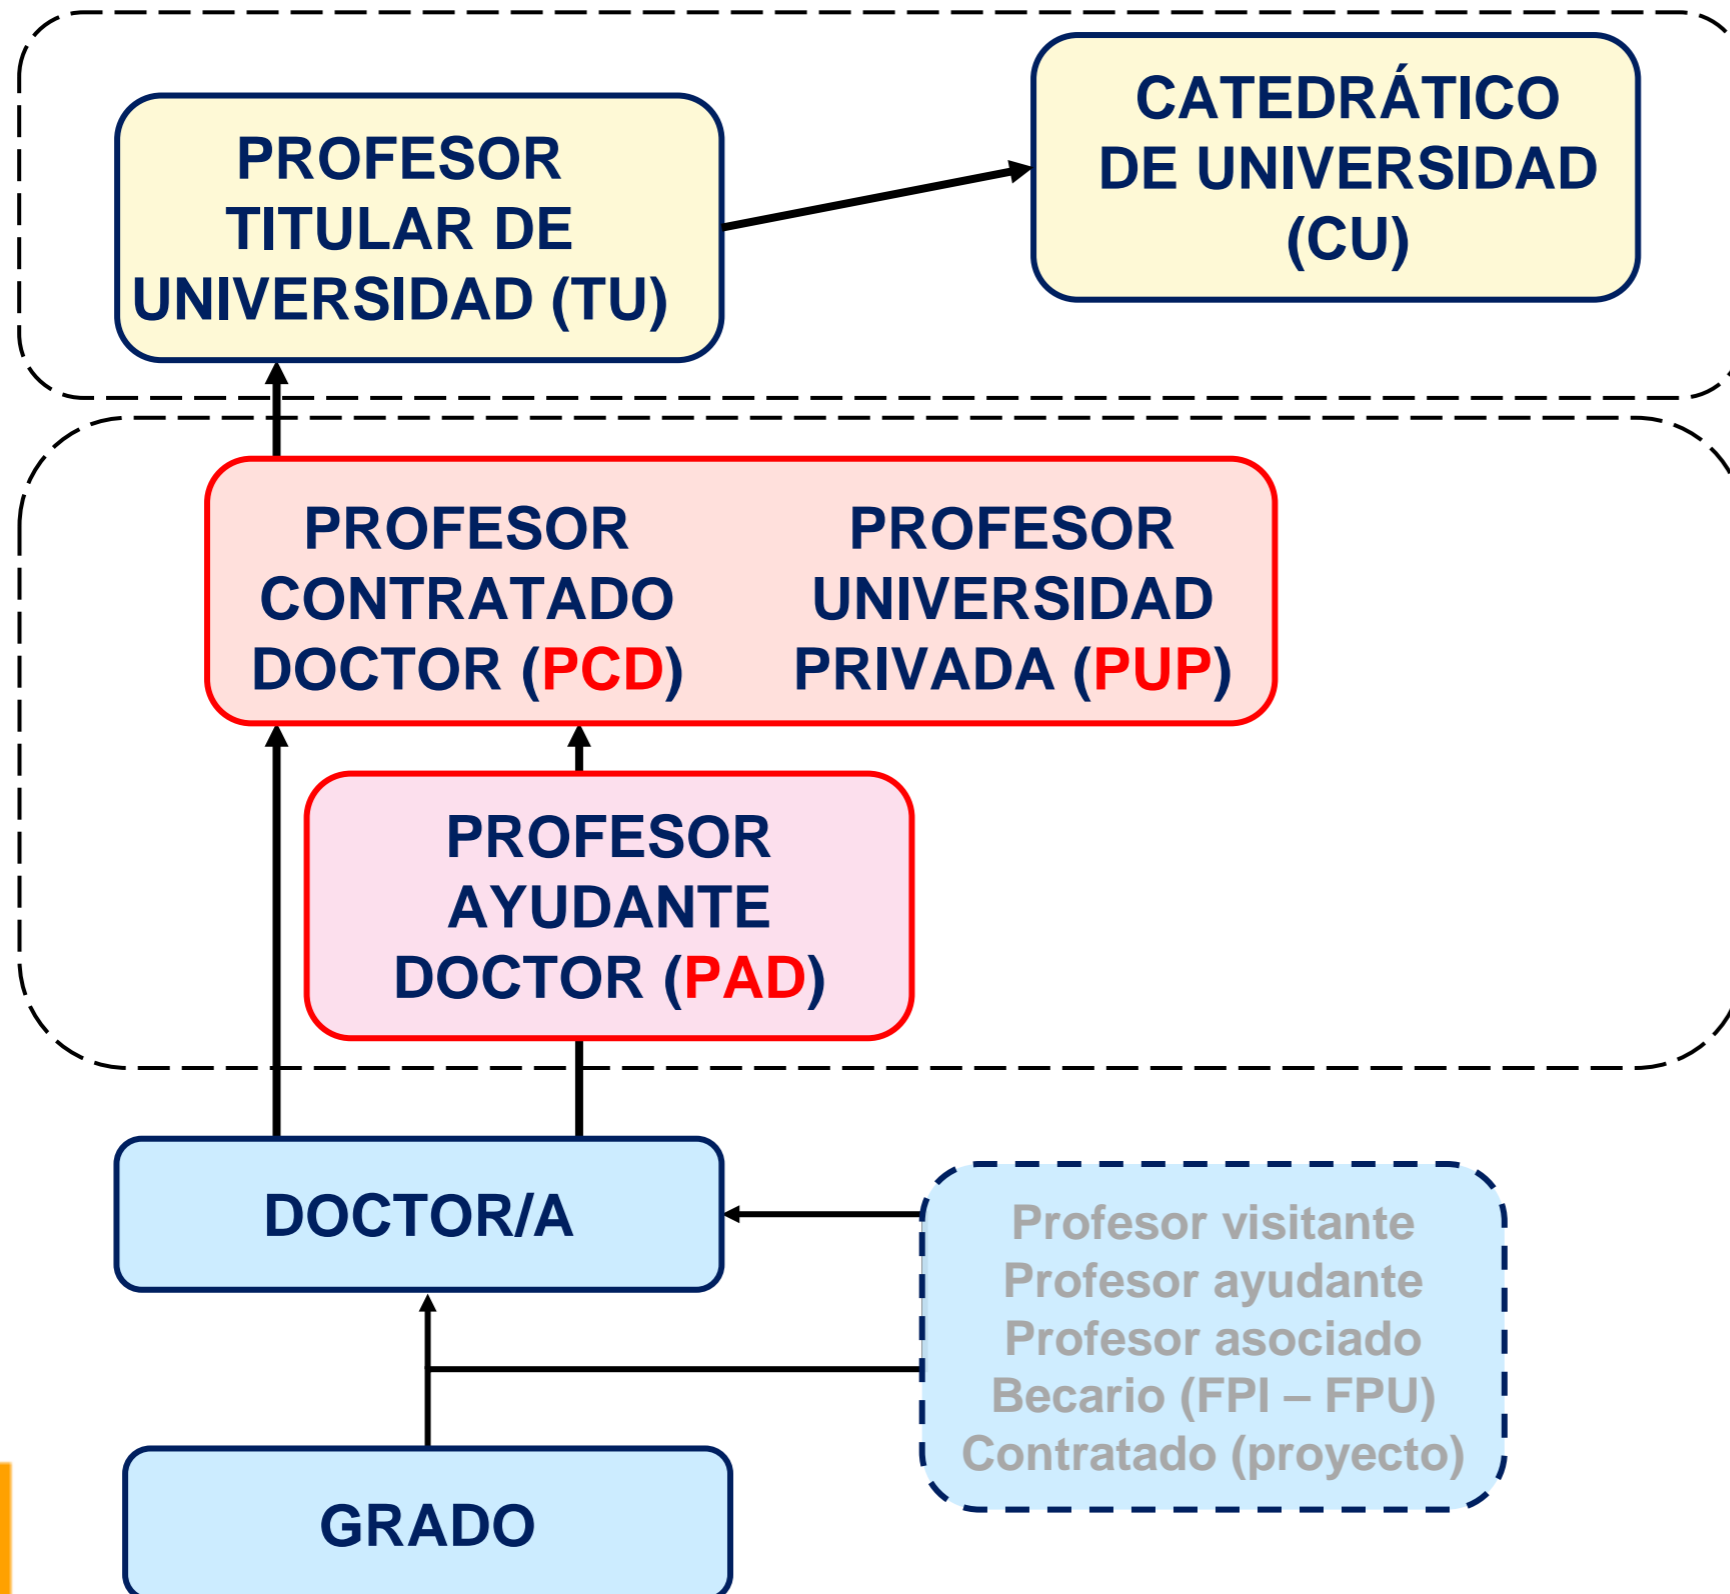 PROFESOR
TITULAR DE
UNIVERSIDAD (TU)
CATEDRÁTICO
DE UNIVERSIDAD
(CU)
PROFESOR
CONTRATADO
DOCTOR (PCD)
PROFESOR
UNIVERSIDAD
PRIVADA (PUP)
PROFESOR
AYUDANTE
DOCTOR (PAD)
DOCTOR/A
Profesor visitante
Profesor ayudante
Profesor asociado
Becario (FPI – FPU)
Contratado (proyecto)
GRADO